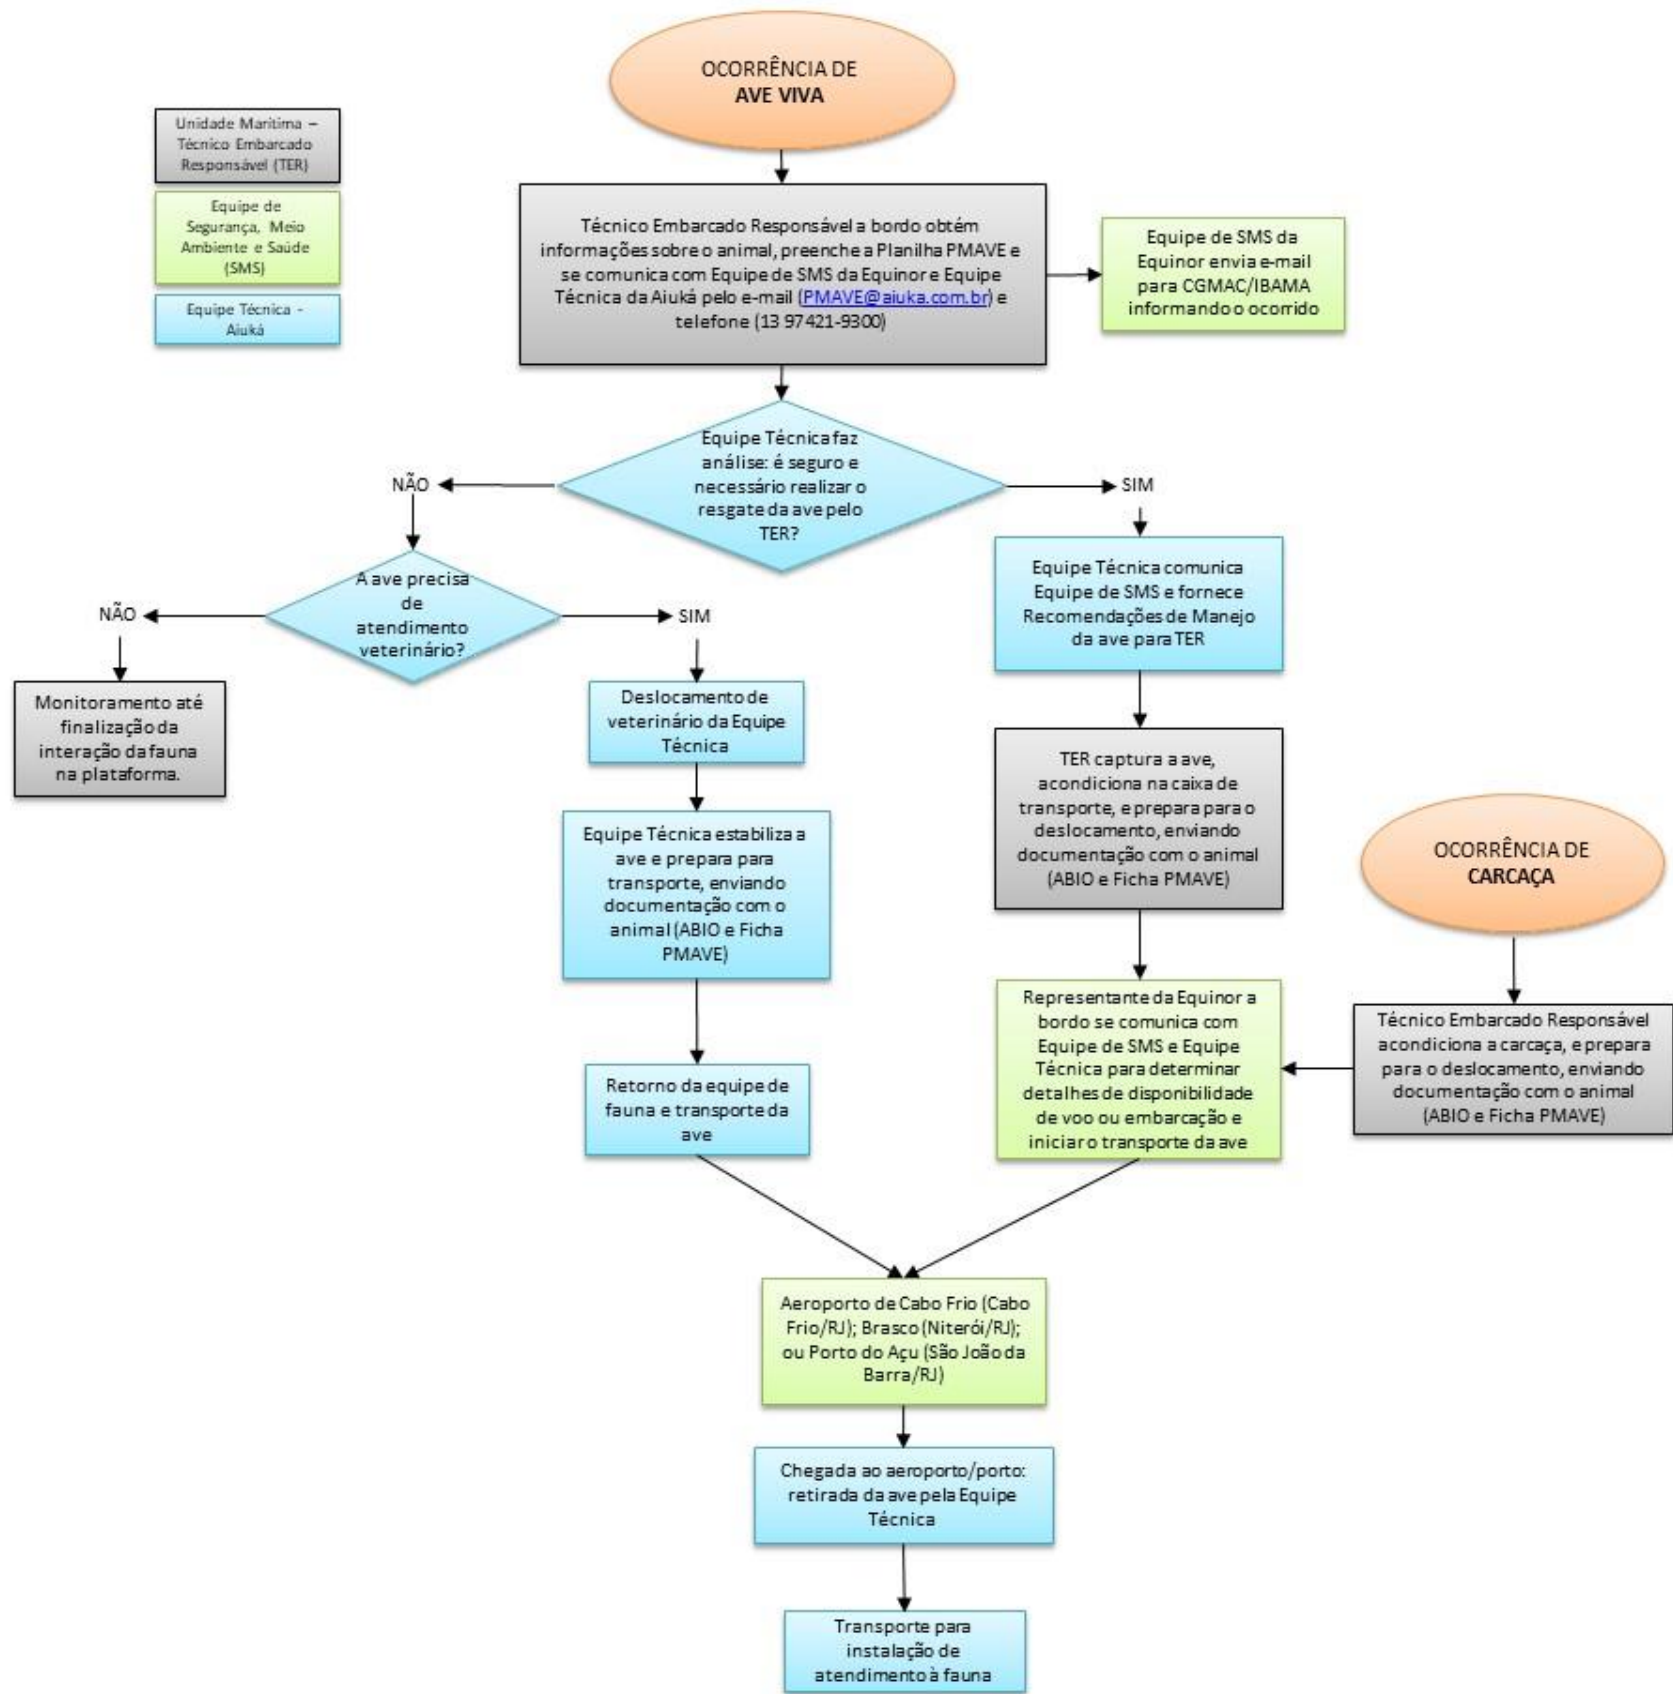 OCORRÊNCIA DE
AVE VIVA
Unidade Marítima –
Técnico Embarcado
Responsável (TER)
Equipe de
Segurança, Meio
Ambiente e Saúde
(SMS)
Equipe Técnica -
Aiuká
Técnico Embarcado Responsável a bordo obtém
informações sobre o animal, preenche a Planilha PMAVE e
se comunica com Equipe de SMS da Equinor e Equipe
Técnica da Aiuká pelo e-mail (PMAVE@aiuka.com.br) e
telefone (13 97421-9300)
Equipe de SMS da
Equinor envia e-mail
para CGMAC/IBAMA
informando o ocorrido
Equipe Técnica faz
análise: é seguro e
necessário realizar o
resgate da ave pelo
TER?
NÃO
SIM
A ave precisa
de
atendimento
veterinário?
NÃO
SIM
Equipe Técnica comunica
Equipe de SMS e fornece
Recomendações de Manejo
da ave para TER
Monitoramento até
finalização da
interação da fauna
na plataforma.
Deslocamento de
veterinário da Equipe
Técnica
TER captura a ave,
acondiciona na caixa de
transporte, e prepara para o
deslocamento, enviando
documentação com o animal
(ABIO e Ficha PMAVE)
Equipe Técnica estabiliza a
ave e prepara para
transporte, enviando
documentação com o
animal (ABIO e Ficha
PMAVE)
OCORRÊNCIA DE
CARCAÇA
Representante da Equinor a
bordo se comunica com
Equipe de SMS e Equipe
Técnica para determinar
detalhes de disponibilidade
de voo ou embarcação e
iniciar o transporte da ave
Técnico Embarcado Responsável
acondiciona a carcaça, e prepara
para o deslocamento, enviando
documentação com o animal
(ABIO e Ficha PMAVE)
Retorno da equipe de
fauna e transporte da
ave
Aeroporto de Cabo Frio (Cabo
Frio/RJ); Brasco (Niterói/RJ);
ou Porto do Açu (São João da
Barra/RJ)
Chegada ao aeroporto/porto:
retirada da ave pela Equipe
Técnica
Transporte para
instalação de
atendimento à fauna